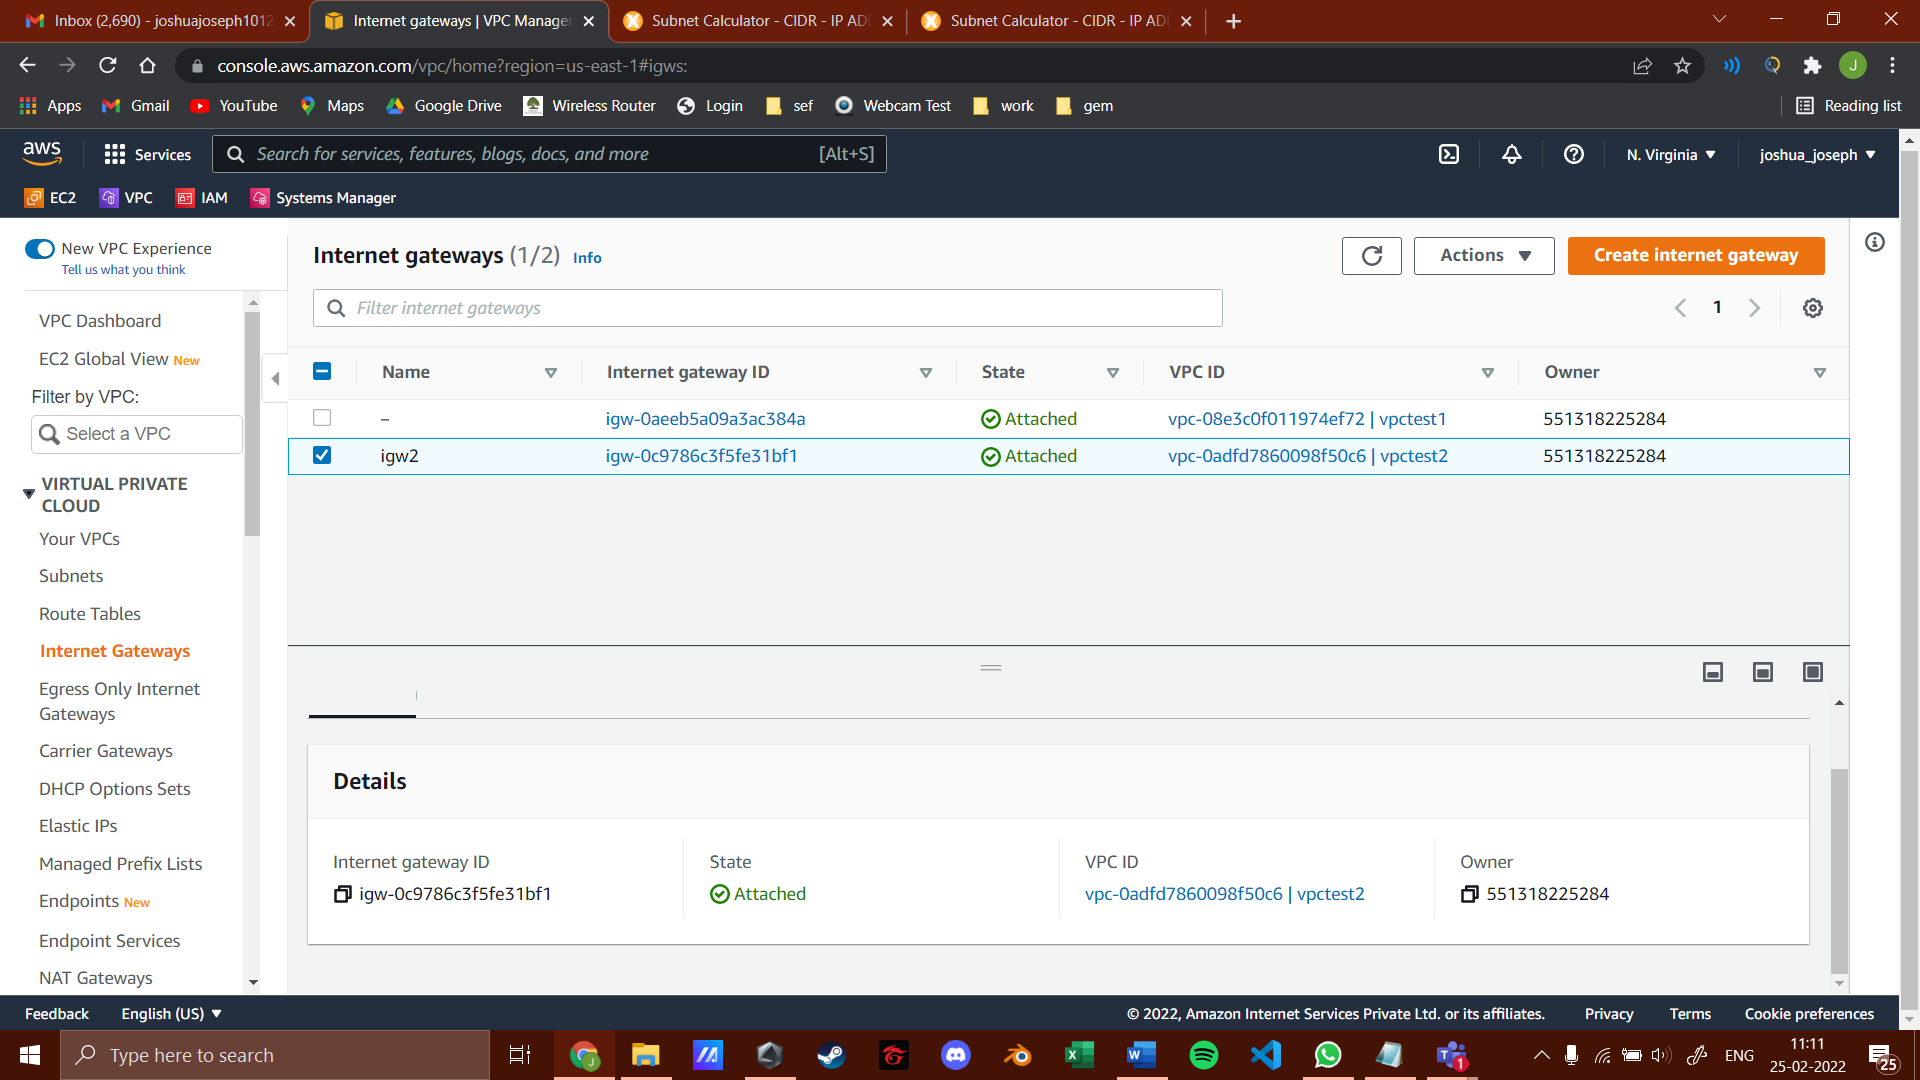 Inbox (2,690) - joshuajoseph1012
Internet gateways | VPC Manager
Subnet Calculator - CIDR - IP AD
Subnet Calculator - CIDR - IP AD
console.aws.amazon.com/vpc/home?region=us-east-1#igws:
J
Apps
Gmail
YouTube
Maps
Google Drive
Wireless Router
Login
sef
Webcam Test
work
gem
Reading list
aws
Services
Search for services, features, blogs, docs, and more
[Alt+S]
N. Virginia
joshua_joseph
EC2
VPC
IAM
Systems Manager
New VPC Experience
Tell us what you think
VPC Dashboard
EC2 Global View New
Filter by VPC:
Select a VPC
VIRTUAL PRIVATE
CLOUD
Your VPCs
Subnets
Route Tables
Internet Gateways
Egress Only Internet
Gateways
Carrier Gateways
DHCP Options Sets
Elastic IPs
Managed Prefix Lists
Endpoints New
Endpoint Services
NAT Gateways
Internet gateways (1/2) Info
Actions
Create internet gateway
Filter internet gateways
1
Name Internet gateway ID State VPC ID Owner
– igw-0aeeb5a09a3ac384a Attached vpc-08e3c0f011974ef72 | vpctest1 551318225284
igw2 igw-0c9786c3f5fe31bf1 Attached vpc-0adfd7860098f50c6 | vpctest2 551318225284
Details
Internet gateway ID
igw-0c9786c3f5fe31bf1
State
Attached
VPC ID
vpc-0adfd7860098f50c6 | vpctest2
Owner
551318225284
Feedback
English (US)
© 2022, Amazon Internet Services Private Ltd. or its affiliates.
Privacy
Terms
Cookie preferences
Type here to search
1
ENG
11:11
25-02-2022
25